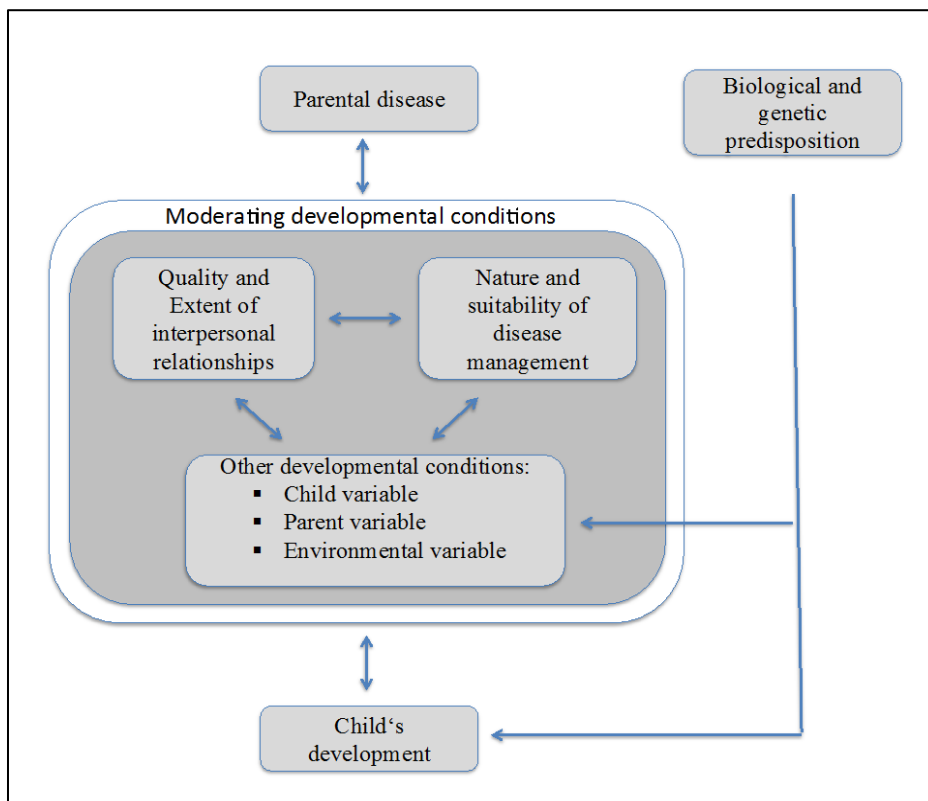 Parental disease
Biological and
genetic
predisposition
Moderating developmental conditions
Quality and
Extent of
interpersonal
relationships
Nature and
suitability of
disease
management
Other developmental conditions:
▪ Child variable
▪ Parent variable
▪ Environmental variable
Child‘s
development